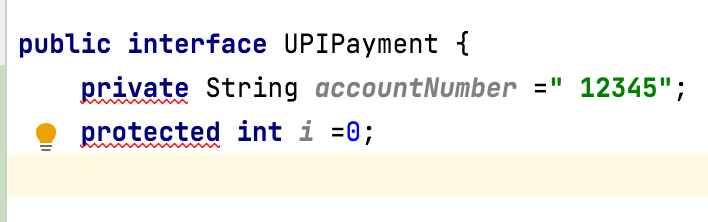 public interface UPIPayment {
private String accountNumber =" 12345";
protected int i =0;